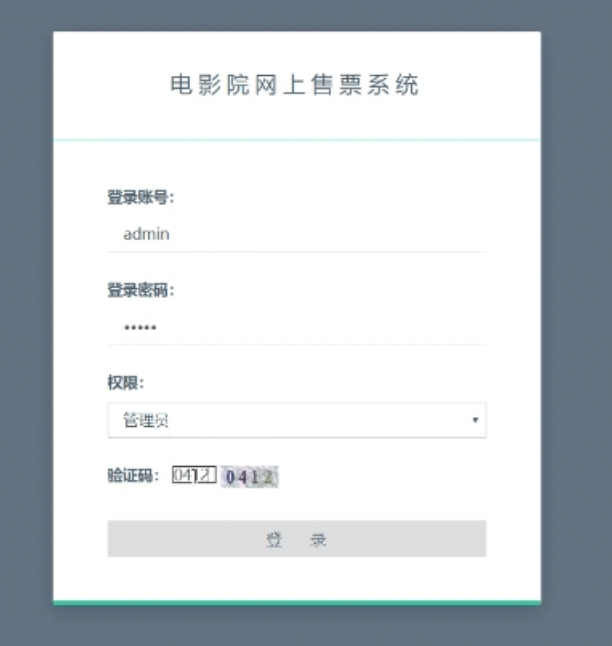 电影院网上售票系统
登录账号:
admin
登录密码:
•••••
权限:
管理员
验证码: 0412 0412
登 录